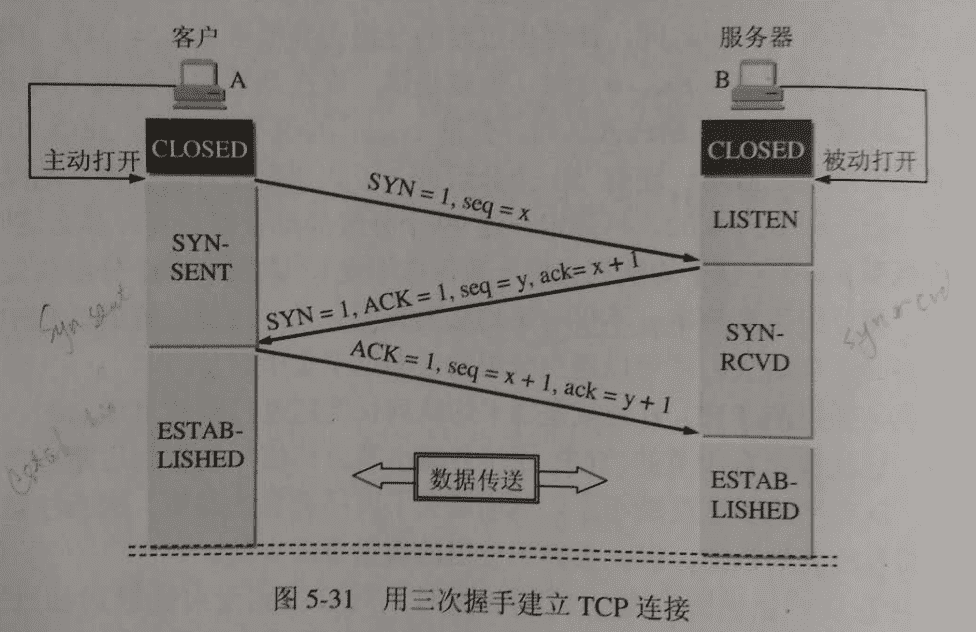 客户
服务器
A
B
CLOSED
CLOSED
主动打开
被动打开
SYN = 1, seq = x
LISTEN
SYN-
SENT
SYN = 1, ACK = 1, seq = y, ack= x + 1
Syn sent
SYN-
RCVD
syn rcvd
ACK = 1, seq = x + 1, ack = y + 1
ESTAB-
LISHED
数据传送
ESTAB-
LISHED
图 5-31 用三次握手建立 TCP 连接